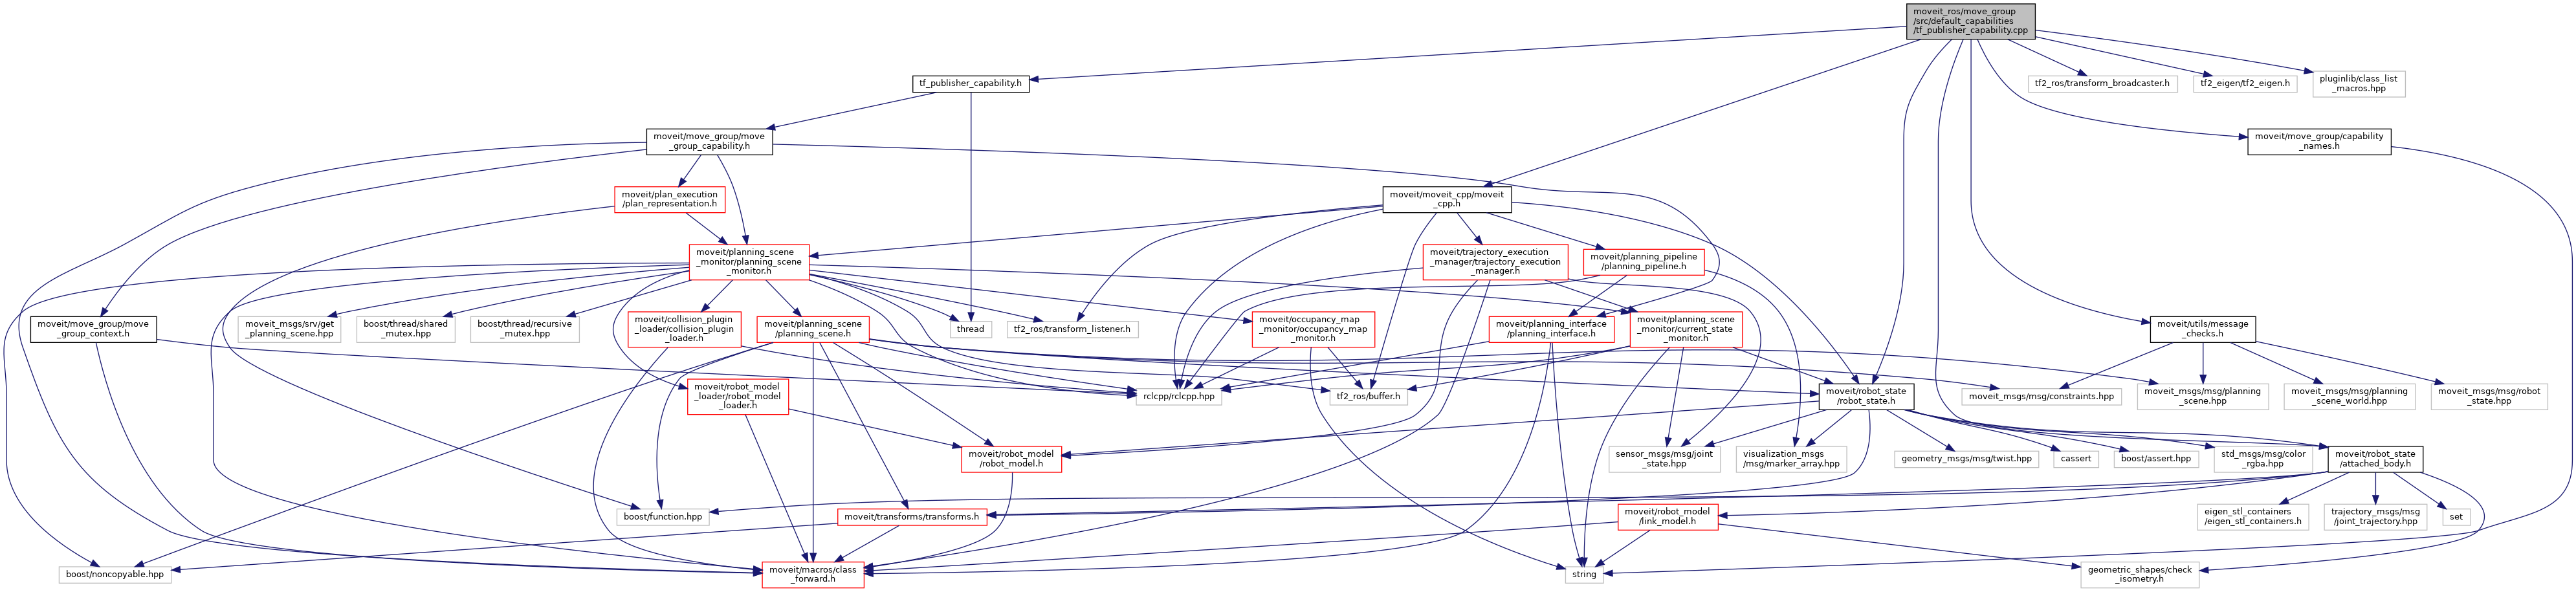 moveit_ros/move_group
/src/default_capabilities
/tf_publisher_capability.cpp
tf_publisher_capability.h
tf2_ros/transform_broadcaster.h
tf2_eigen/tf2_eigen.h
pluginlib/class_list
_macros.hpp
moveit/move_group/move
_group_capability.h
moveit/move_group/capability
_names.h
moveit/plan_execution
/plan_representation.h
moveit/moveit_cpp/moveit
_cpp.h
moveit/planning_scene
_monitor/planning_scene
_monitor.h
moveit/trajectory_execution
_manager/trajectory_execution
_manager.h
moveit/planning_pipeline
/planning_pipeline.h
moveit/move_group/move
_group_context.h
moveit_msgs/srv/get
_planning_scene.hpp
boost/thread/shared
_mutex.hpp
boost/thread/recursive
_mutex.hpp
moveit/collision_plugin
_loader/collision_plugin
_loader.h
moveit/planning_scene
/planning_scene.h
thread
tf2_ros/transform_listener.h
moveit/occupancy_map
_monitor/occupancy_map
_monitor.h
moveit/planning_interface
/planning_interface.h
moveit/planning_scene
_monitor/current_state
_monitor.h
moveit/utils/message
_checks.h
moveit/robot_model
_loader/robot_model
_loader.h
rclcpp/rclcpp.hpp
tf2_ros/buffer.h
moveit/robot_state
/robot_state.h
moveit_msgs/msg/constraints.hpp
moveit_msgs/msg/planning
_scene.hpp
moveit_msgs/msg/planning
_scene_world.hpp
moveit_msgs/msg/robot
_state.hpp
moveit/robot_model
/robot_model.h
sensor_msgs/msg/joint
_state.hpp
visualization_msgs
/msg/marker_array.hpp
geometry_msgs/msg/twist.hpp
cassert
boost/assert.hpp
std_msgs/msg/color
_rgba.hpp
moveit/robot_state
/attached_body.h
boost/function.hpp
moveit/transforms/transforms.h
moveit/robot_model
/link_model.h
eigen_stl_containers
/eigen_stl_containers.h
trajectory_msgs/msg
/joint_trajectory.hpp
set
boost/noncopyable.hpp
moveit/macros/class
_forward.h
string
geometric_shapes/check
_isometry.h